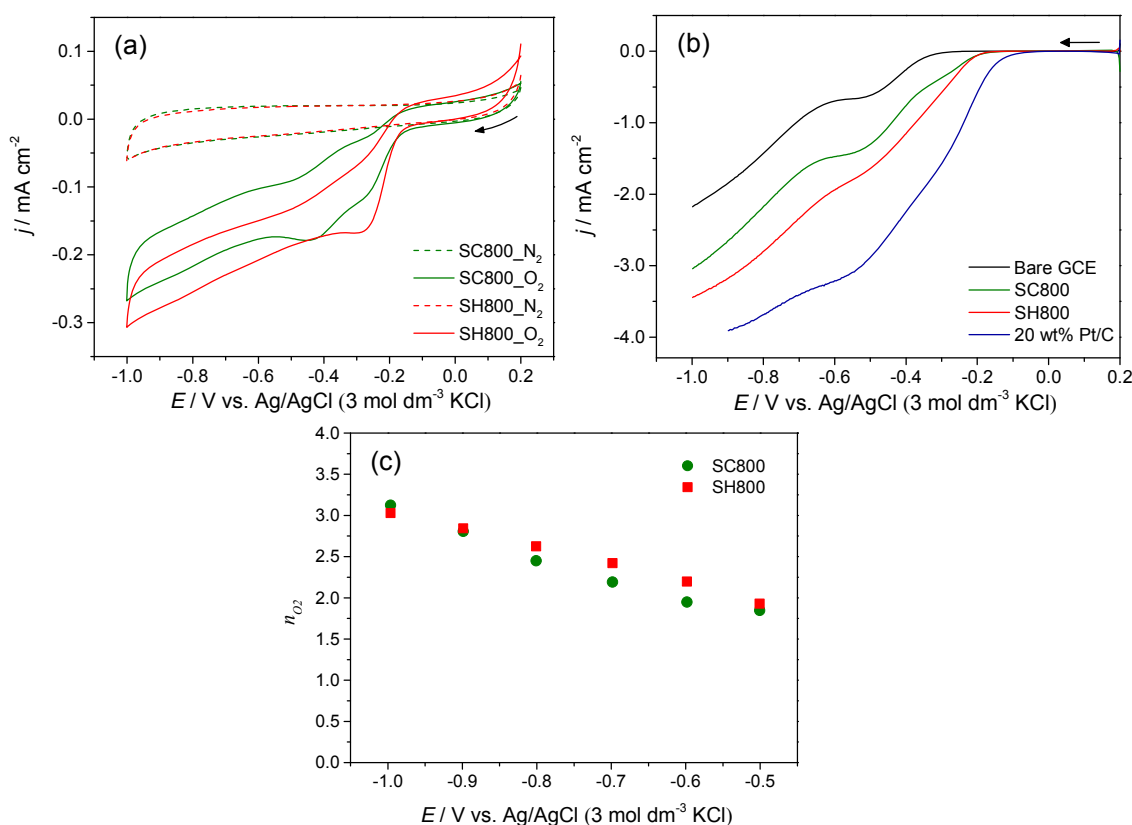 (a)
0.1
0.0
-0.1
-0.2
-0.3
j / mA cm⁻²
SC800_N₂
SC800_O₂
SH800_N₂
SH800_O₂
-1.0 -0.8 -0.6 -0.4 -0.2 0.0 0.2
E / V vs. Ag/AgCl (3 mol dm⁻³ KCl)
(b)
0.0
-1.0
-2.0
-3.0
-4.0
j / mA cm⁻²
Bare GCE
SC800
SH800
20 wt% Pt/C
-1.0 -0.8 -0.6 -0.4 -0.2 0.0 0.2
E / V vs. Ag/AgCl (3 mol dm⁻³ KCl)
(c)
4.0
3.5
3.0
2.5
2.0
1.5
1.0
0.5
0.0
n_O2
SC800
SH800
-1.0 -0.9 -0.8 -0.7 -0.6 -0.5
E / V vs. Ag/AgCl (3 mol dm⁻³ KCl)